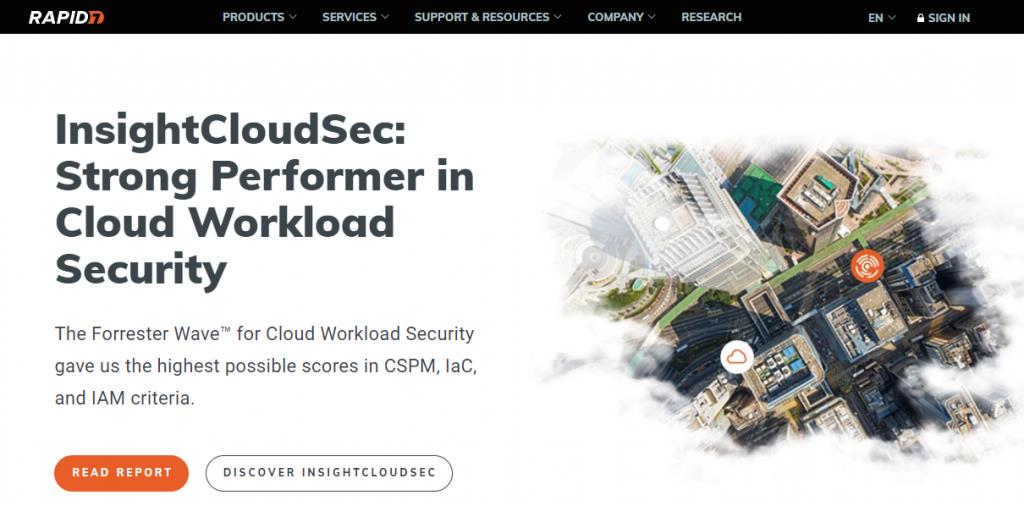 RAPID7 PRODUCTS SERVICES SUPPORT & RESOURCES COMPANY RESEARCH EN SIGN IN
InsightCloudSec:
Strong Performer in
Cloud Workload
Security
The Forrester Wave™ for Cloud Workload Security
gave us the highest possible scores in CSPM, IaC,
and IAM criteria.
READ REPORT DISCOVER INSIGHTCLOUDSEC